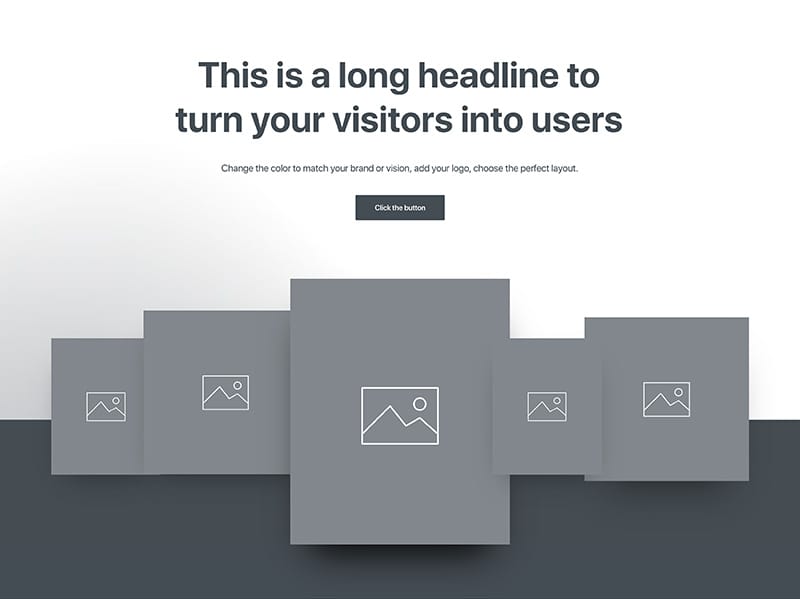 This is a long headline to
turn your visitors into users
Change the color to match your brand or vision, add your logo, choose the perfect layout.
Click the button